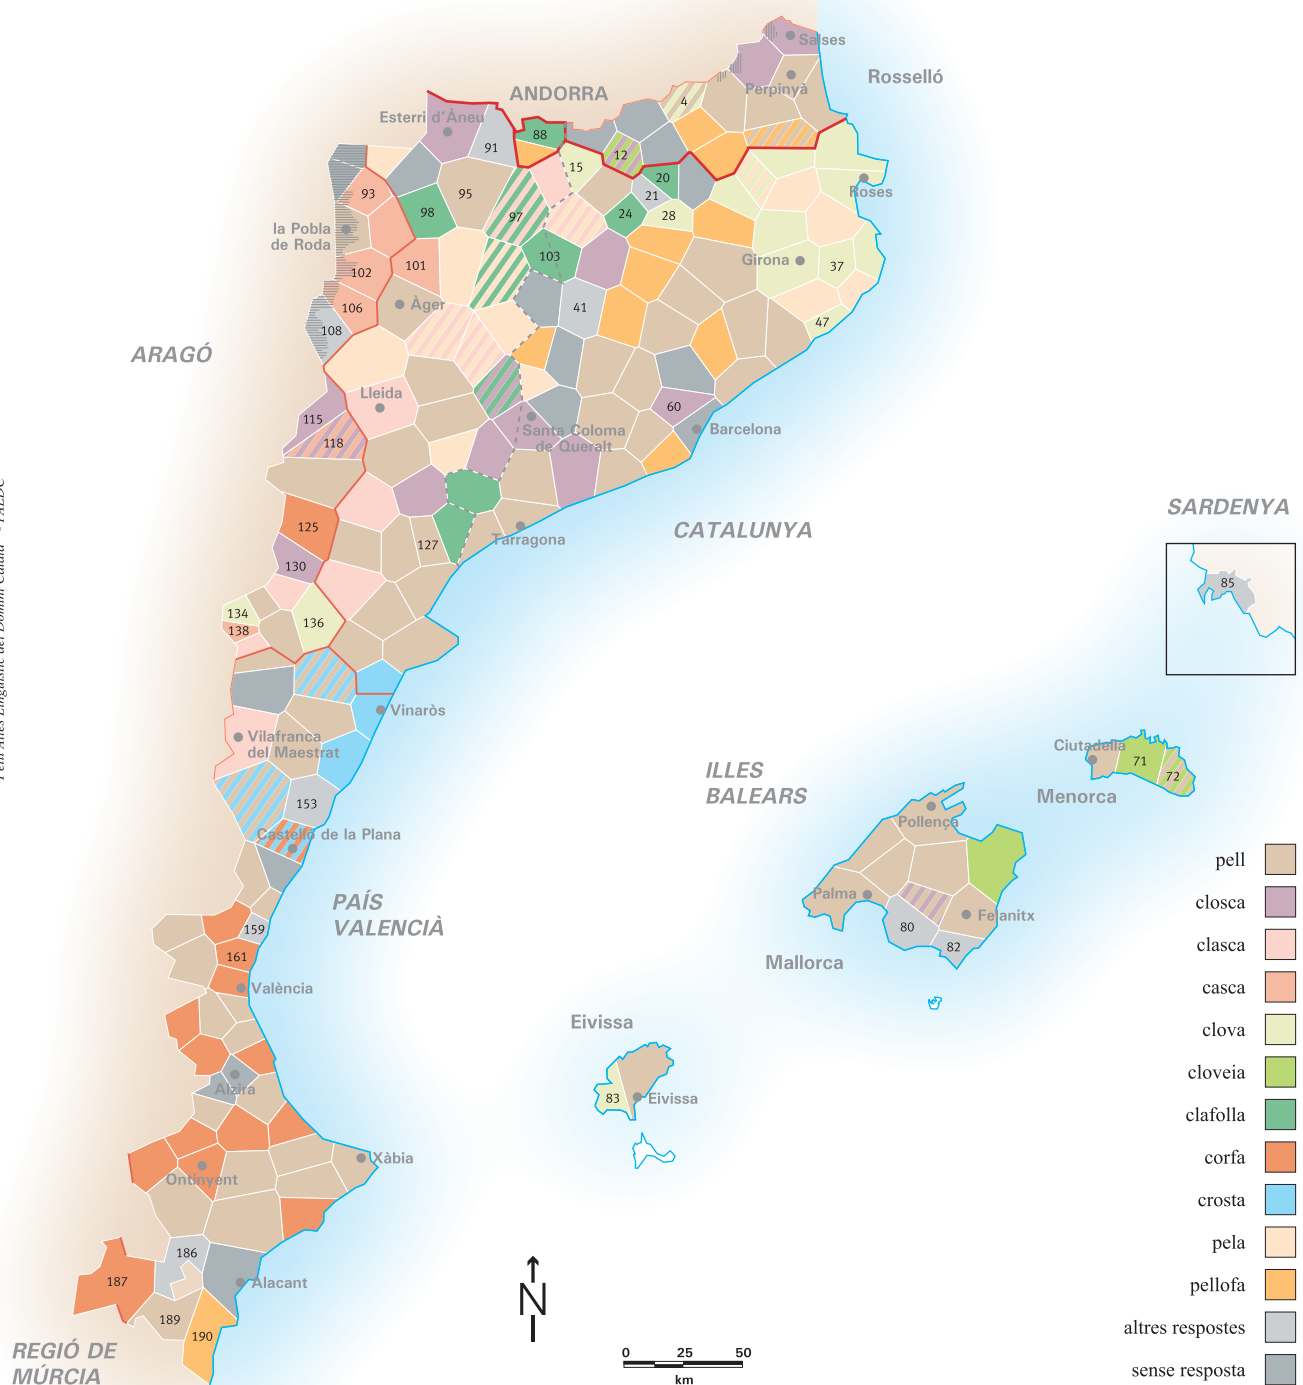 Salses
Rosselló
Perpinyà
ANDORRA
Esterri d'Àneu
4
88
91
12
15
20
21
Roses
93
95
98
97
24
28
la Pobla
de Roda
103
Girona
37
102
101
106
Àger
41
47
108
ARAGÓ
Lleida
60
115
118
Santa Coloma
de Queralt
Barcelona
125
127
Tarragona
CATALUNYA
SARDENYA
130
85
134
138
136
Vinaròs
Vilafranca
del Maestrat
Ciutadella
71
72
Menorca
ILLES
BALEARS
153
Castelló de la Plana
Pollença
Palma
Felanitx
80
82
Mallorca
PAÍS
VALENCIÀ
159
161
València
Eivissa
83
Eivissa
Alzira
Xàbia
Ontinyent
186
187
Alacant
189
190
REGIÓ DE
MÚRCIA
N
0 25 50
km
pell
closca
clasca
casca
clova
cloveia
clafolla
corfa
crosta
pela
pellofa
altres respostes
sense resposta